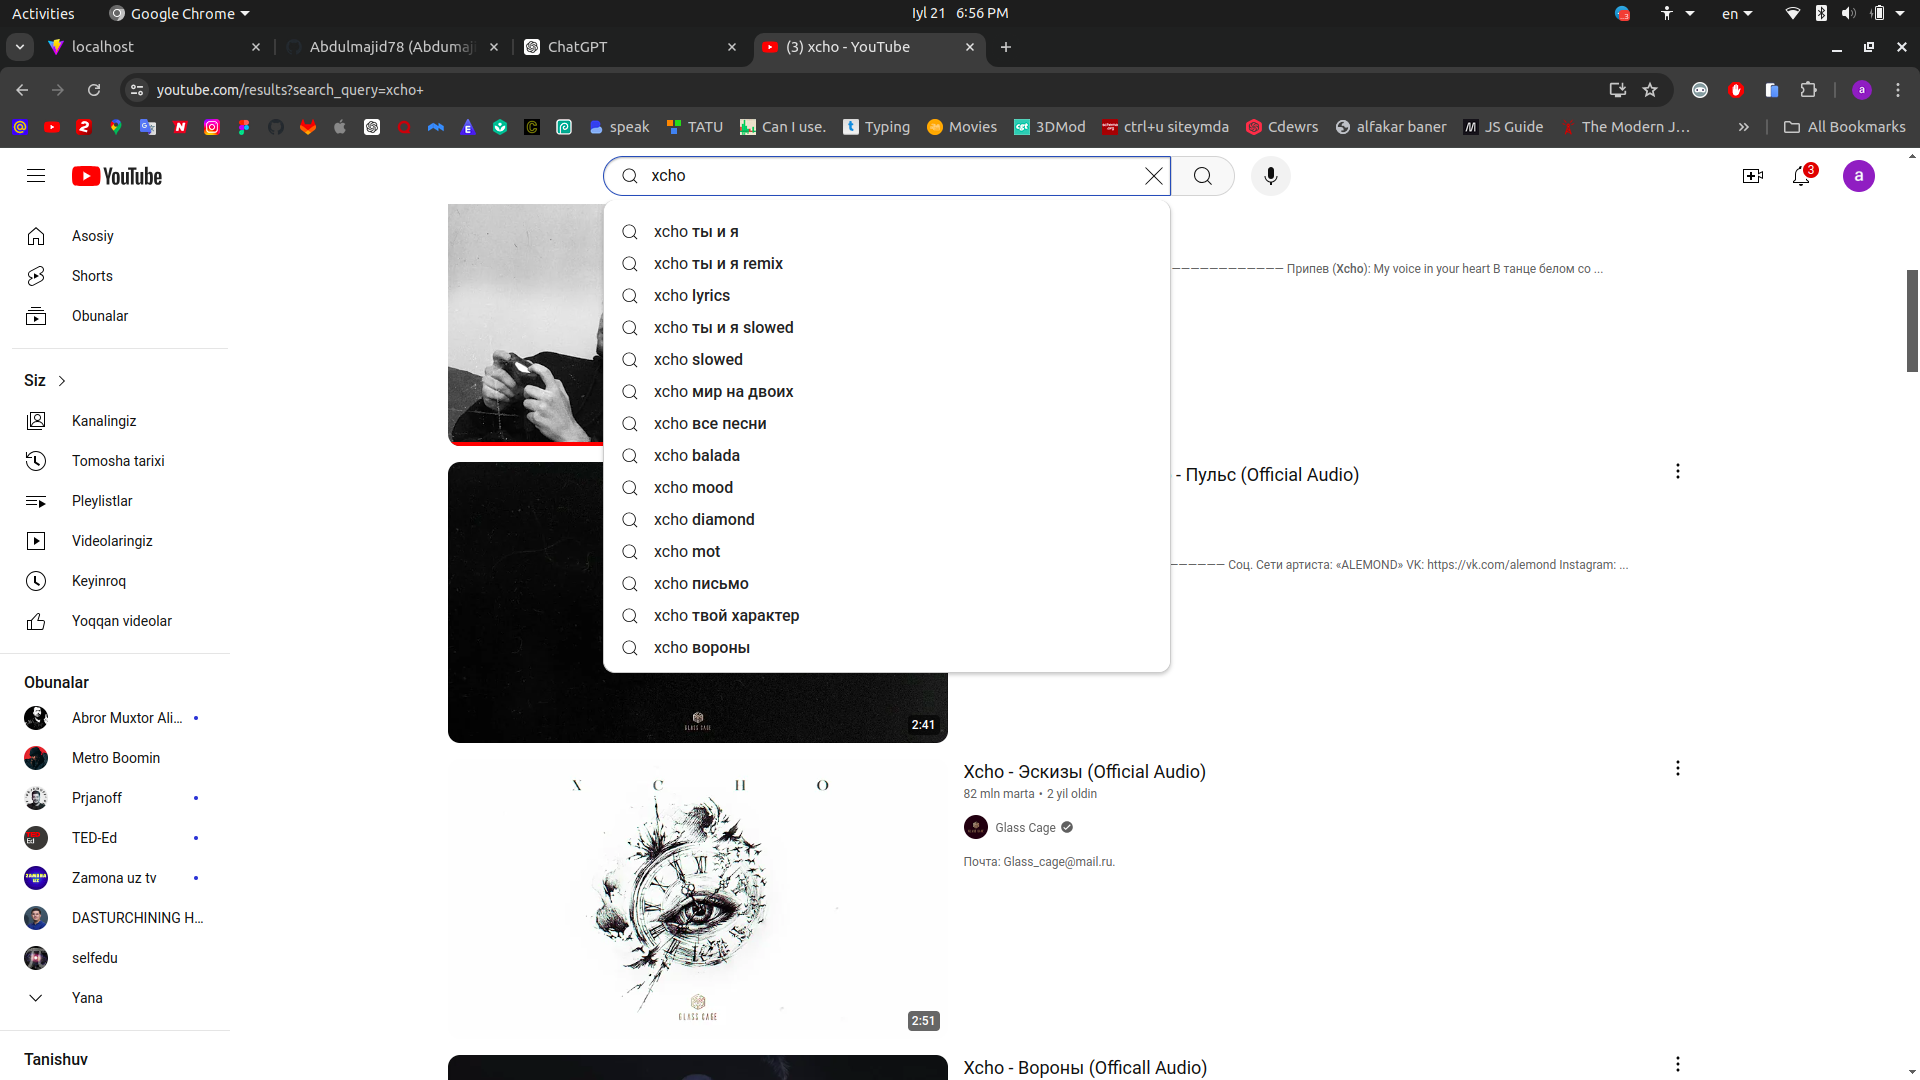 Activities
Google Chrome
Iyl 21 6:56 PM
3
en
localhost
Abdulmajid78 (Abdumaji
ChatGPT
(3) xcho - YouTube
youtube.com/results?search_query=xcho+
a
speak
TATU
Can I use.
Typing
Movies
3DMod
ctrl+u siteymda
Cdewrs
alfakar baner
JS Guide
The Modern J…
All Bookmarks
YouTube
xcho
3
a
Asosiy
Shorts
Obunalar
Siz
Kanalingiz
Tomosha tarixi
Pleylistlar
Videolaringiz
Keyinroq
Yoqqan videolar
Obunalar
Abror Muxtor Ali...
Metro Boomin
Prjanoff
TED-Ed
Zamona uz tv
DASTURCHINING H...
selfedu
Yana
Tanishuv
xcho ты и я
xcho ты и я remix
xcho lyrics
xcho ты и я slowed
xcho slowed
xcho мир на двоих
xcho все песни
xcho balada
xcho mood
xcho diamond
xcho mot
xcho письмо
xcho твой характер
xcho вороны
———————————— Припев (Xcho): My voice in your heart В танце белом со ...
- Пульс (Official Audio)
—————— Соц. Сети артиста: «ALEMOND» VK: https://vk.com/alemond Instagram: ...
GLASS CAGE
2:41
X C H O
GLASS CAGE
2:51
Xcho - Эскизы (Official Audio)
82 mln marta • 2 yil oldin
Glass Cage
Почта: Glass_cage@mail.ru.
Xcho - Вороны (Officall Audio)